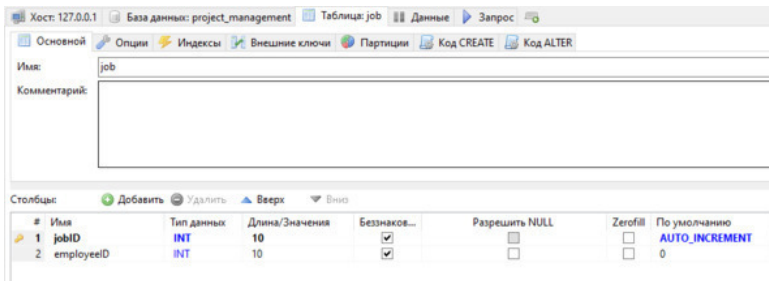 Хост: 127.0.0.1 База данных: project_management Таблица: job Данные Запрос
Основной Опции Индексы Внешние ключи Партиции Код CREATE Код ALTER
Имя: job
Комментарий:
Столбцы: Добавить Удалить Вверх Вниз
# Имя Тип данных Длина/Значения Беззнаков... Разрешить NULL Zerofill По умолчанию
1 jobID INT 10 AUTO_INCREMENT
2 employeeID INT 10 0